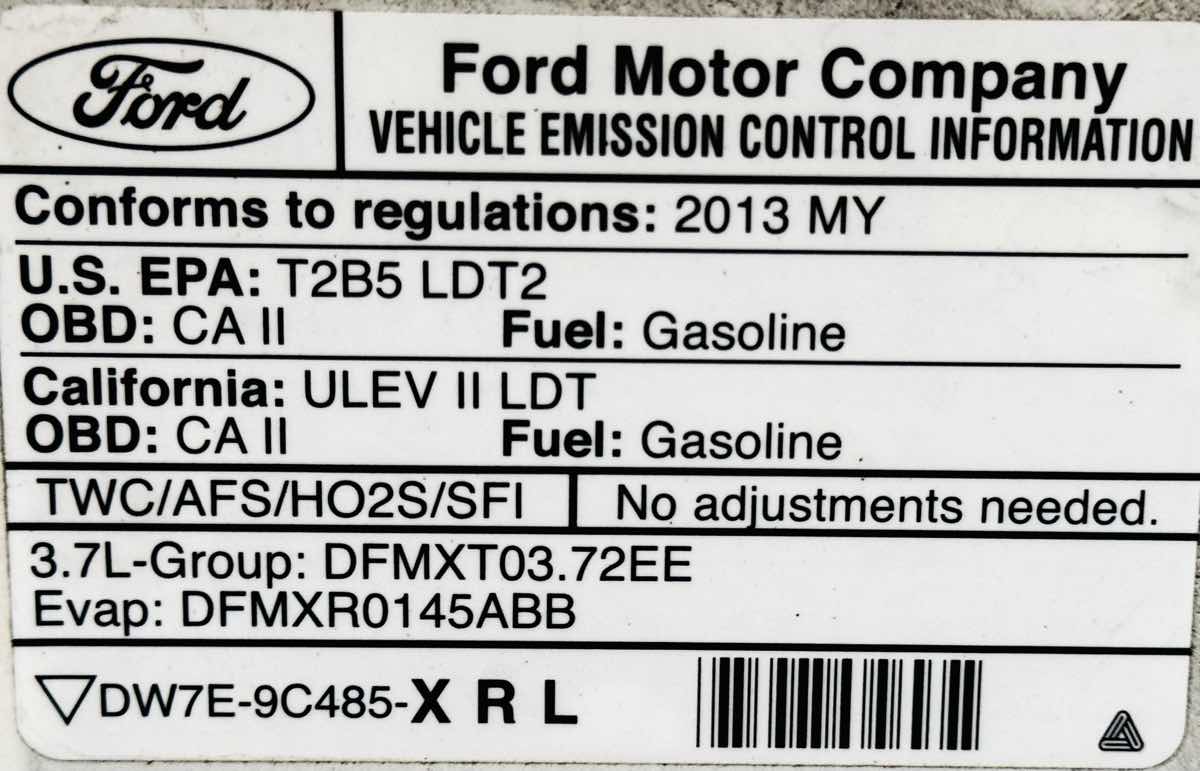 Ford
Ford Motor Company
VEHICLE EMISSION CONTROL INFORMATION
Conforms to regulations: 2013 MY
U.S. EPA: T2B5 LDT2
OBD: CA II Fuel: Gasoline
California: ULEV II LDT
OBD: CA II Fuel: Gasoline
TWC/AFS/HO2S/SFI No adjustments needed.
3.7L-Group: DFMXT03.72EE
Evap: DFMXR0145ABB
DW7E-9C485-X R L